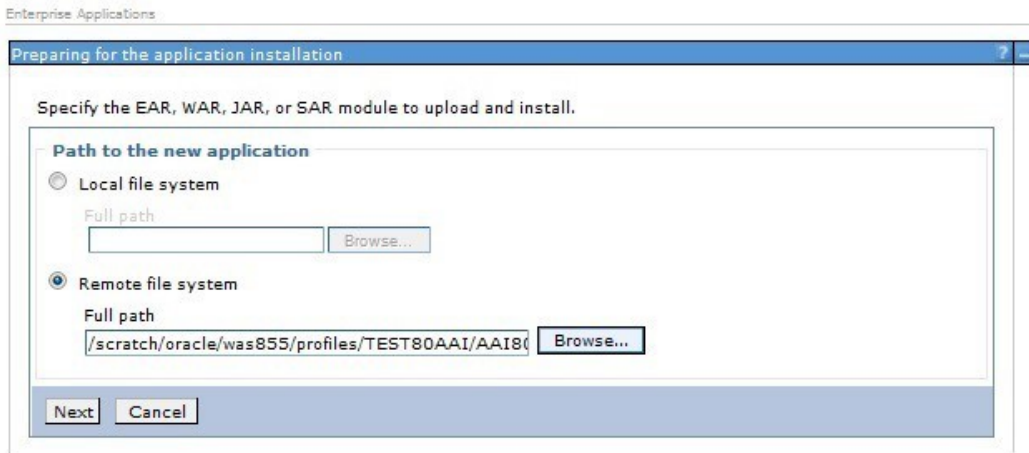 Enterprise Applications
Preparing for the application installation ? –
Specify the EAR, WAR, JAR, or SAR module to upload and install.
Path to the new application
Local file system
Full path
Browse...
Remote file system
Full path
/scratch/oracle/was855/profiles/TEST80AAI/AAI80 Browse...
Next Cancel